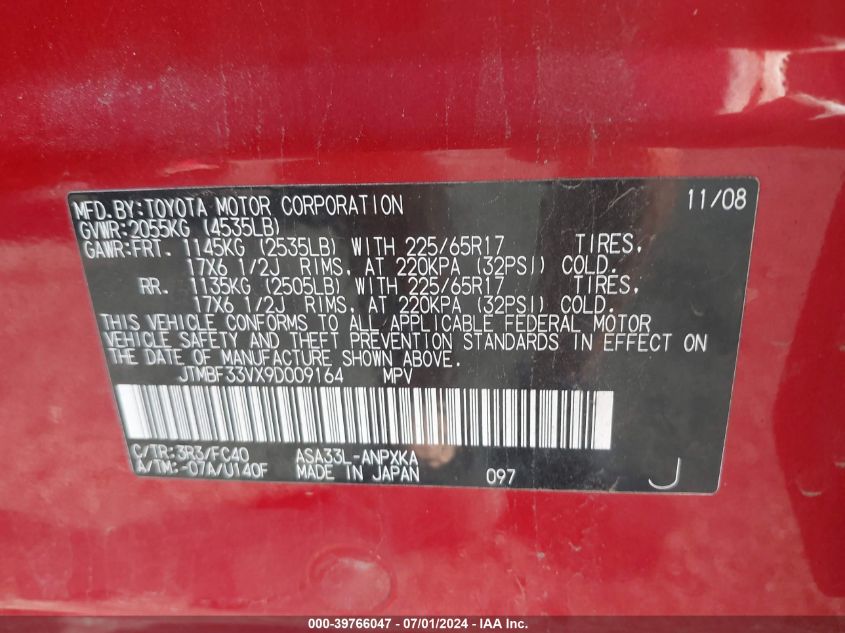 MFD.BY:TOYOTA MOTOR CORPORATION 11/08
GVWR:2055KG (4535LB)
GAWR:FRT. 1145KG (2535LB) WITH 225/65R17 TIRES,
17X6 1/2J RIMS, AT 220KPA (32PSI) COLD.
RR. 1135KG (2505LB) WITH 225/65R17 TIRES,
17X6 1/2J RIMS, AT 220KPA (32PSI) COLD.
THIS VEHICLE CONFORMS TO ALL APPLICABLE FEDERAL MOTOR
VEHICLE SAFETY AND THEFT PREVENTION STANDARDS IN EFFECT ON
THE DATE OF MANUFACTURE SHOWN ABOVE.
JTMBF33VX9D009164 MPV
C/TR:3R3/FC40 ASA33L-ANPXKA
A/TM:-07A/U140F MADE IN JAPAN 097 J
000-39766047 - 07/01/2024 - IAA Inc.